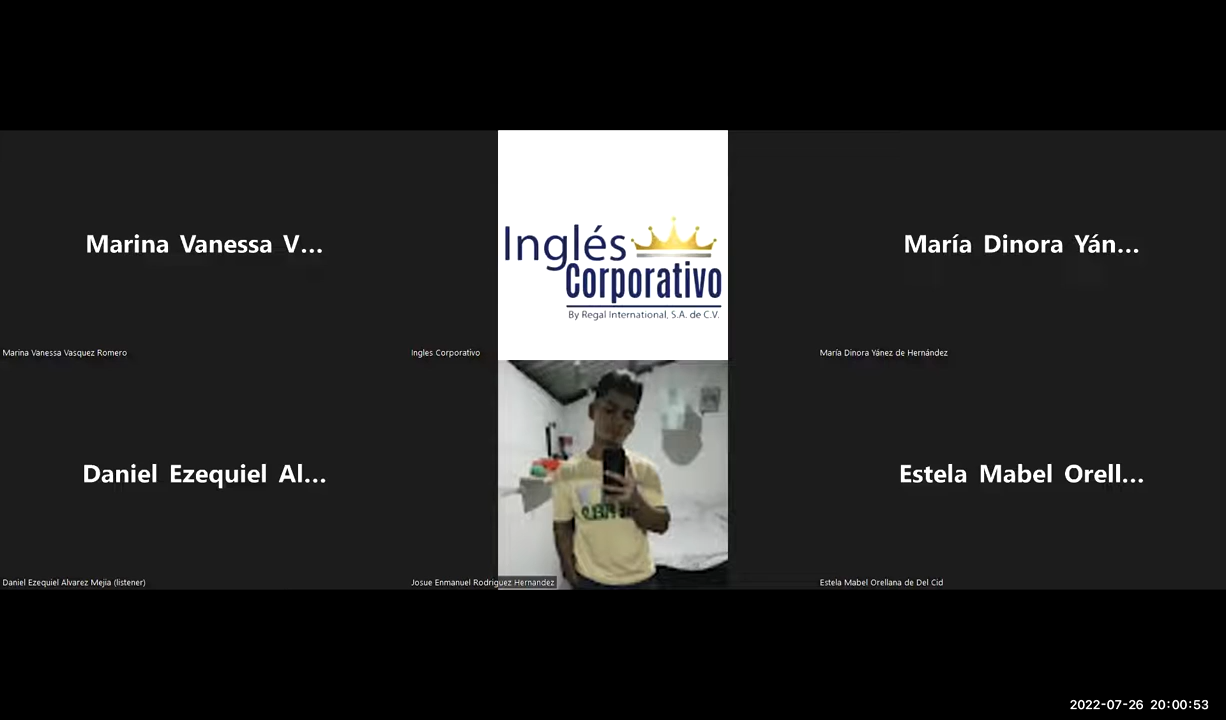 Marina Vanessa V...
Inglés
Corporativo
By Regal International, S.A. de C.V.
María Dinora Yán...
Marina Vanessa Vasquez Romero
Ingles Corporativo
María Dinora Yánez de Hernández
Daniel Ezequiel Al...
Estela Mabel Orell...
Daniel Ezequiel Alvarez Mejia (listener)
Josue Enmanuel Rodriguez Hernandez
Estela Mabel Orellana de Del Cid
2022-07-26 20:00:53